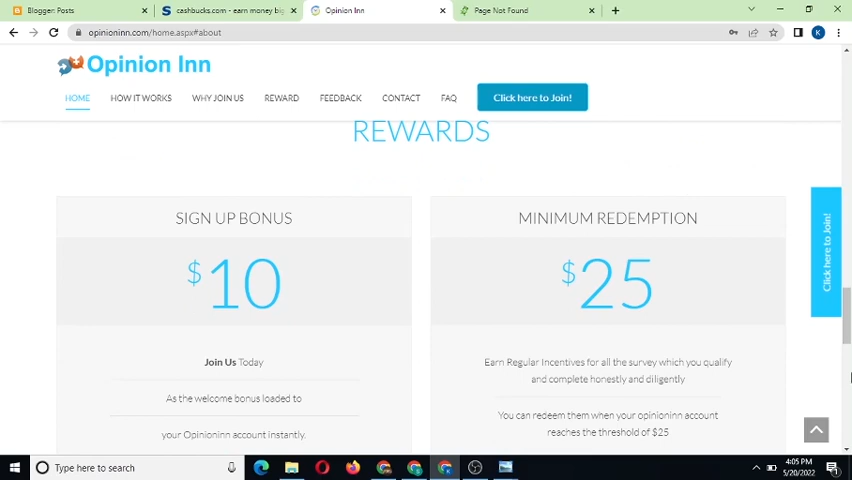 Blogger: Posts
cashbucks.com - earn money big
Opinion Inn
Page Not Found
opinioninn.com/home.aspx#about
K
Opinion Inn
HOME
HOW IT WORKS
WHY JOIN US
REWARD
FEEDBACK
CONTACT
FAQ
Click here to Join!
REWARDS
SIGN UP BONUS
$10
Join Us Today
As the welcome bonus loaded to
your Opinioninn account instantly.
MINIMUM REDEMPTION
$25
Earn Regular Incentives for all the survey which you qualify
and complete honestly and diligently
You can redeem them when your opinioninn account
reaches the threshold of $25
Click here to Join!
Type here to search
4:05 PM
5/20/2022